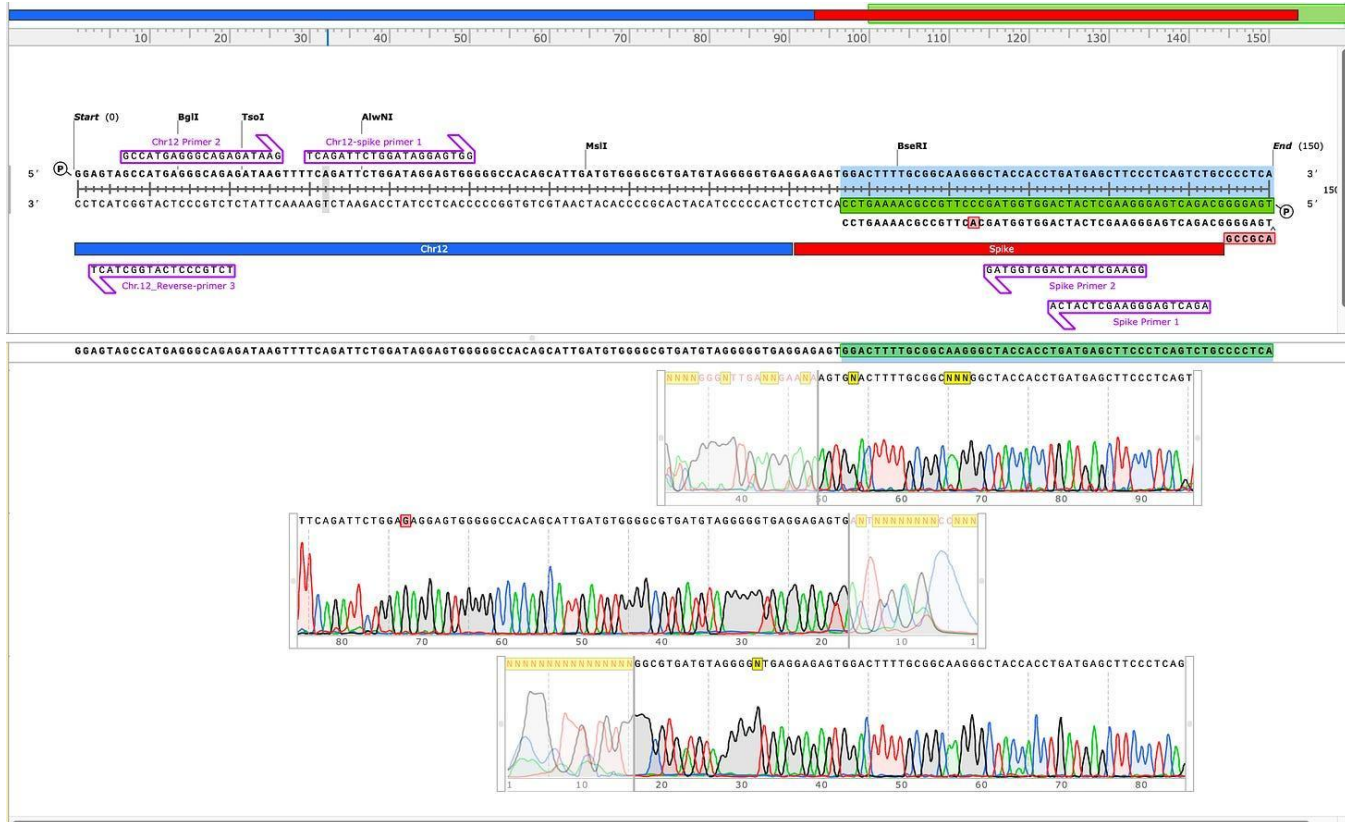 10 20 30 40 50 60 70 80 90 100 110 120 130 140 150
Start (0) BglI TsoI AlwNI MslI BseRI End (150)
Chr12 Primer 2 Chr12-spike primer 1
GCCATGAGGGCAGAGATAAG TCAGATTCTGGATAGGAGTGG
5′ P GGAGTAGCCATGAGGGCAGAGATAAGTTTTCAGATTCTGGATAGGAGTGGGGGCCACAGCATTGATGTGGGGCGTGATGTAGGGGGTGAGGAGAGTGGACTTTTGCGGCAAGGGCTACCACCTGATGAGCTTCCCTCAGTCTGCCCCTCA 3′
150
3′ CCTCATCGGTACTCCCGTCTCTATTCAAAAGTCTAAGACCTATCCTCACCCCCGGTGTCGTAACTACACCCCGCACTACATCCCCCACTCCTCTCACCTGAAAACGCCGTTCCCGATGGTGGACTACTCGAAGGGAGTCAGACGGGGAGT P 5′
CCTGAAAACGCCGTTCACGATGGTGGACTACTCGAAGGGAGTCAGACGGGGAGT
GCCGCA
Chr12 Spike
TCATCGGTACTCCCGTCT GATGGTGGACTACTCGAAGG
Chr.12_Reverse-primer 3 Spike Primer 2
ACTACTCGAAGGGAGTCAGA
Spike Primer 1
GGAGTAGCCATGAGGGCAGAGATAAGTTTTCAGATTCTGGATAGGAGTGGGGGCCACAGCATTGATGTGGGGCGTGATGTAGGGGGTGAGGAGAGTGGACTTTTGCGGCAAGGGCTACCACCTGATGAGCTTCCCTCAGTCTGCCCCTCA
NNNNGGGNTTGANNGAANAAGTGNACTTTTGCGGCNNNGGCTACCACCTGATGAGCTTCCCTCAGT
40 50 60 70 80 90
TTCAGATTCTGGAGAGGAGTGGGGGCCACAGCATTGATGTGGGGCGTGATGTAGGGGGTGAGGAGAGTGANTNNNNNNNNCCNNN
80 70 60 50 40 30 20 10 1
NNNNNNNNNNNNNNNNGGCGTGATGTAGGGGNTGAGGAGAGTGGACTTTTGCGGCAAGGGCTACCACCTGATGAGCTTCCCTCAG
1 10 20 30 40 50 60 70 80